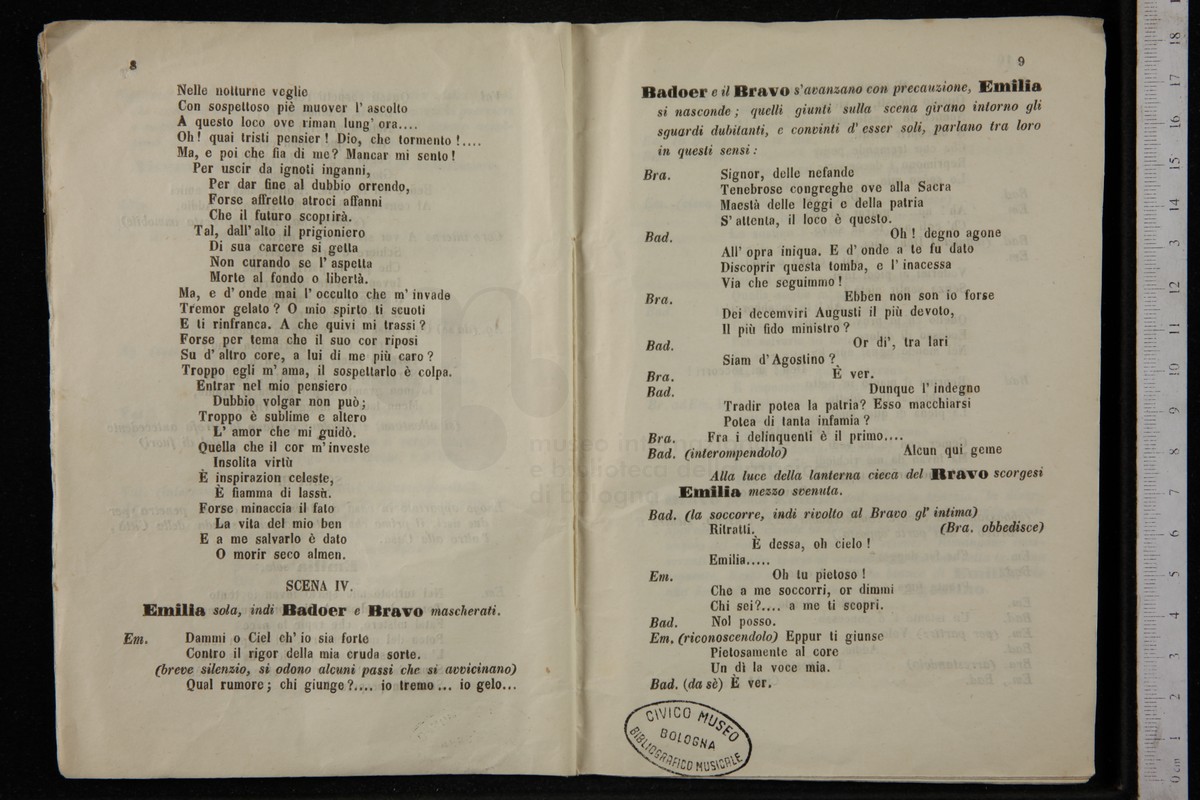 8
Nelle notturne veglie
Con sospettoso piè muover l' ascolto
A questo loco ove riman lung' ora....
Oh! quai tristi pensier! Dio, che tormento!....
Ma, e poi che fia di me? Mancar mi sento!
Per uscir da ignoti inganni,
Per dar fine al dubbio orrendo,
Forse affretto atroci affanni
Che il futuro scoprirà.
Tal, dall' alto il prigioniero
Di sua carcere si getta
Non curando se l' aspetta
Morte al fondo o libertà.
Ma, e d' onde mai l' occulto che m' invade
Tremor gelato? O mio spirto ti scuoti
E ti rinfranca. A che quivi mi trassi?
Forse per tema che il suo cor riposi
Su d' altro core, a lui di me più caro?
Troppo egli m' ama, il sospettarlo è colpa.
Entrar nel mio pensiero
Dubbio volgar non può;
Troppo è sublime e altero
L' amor che mi guidò.
Quella che il cor m' investe
Insolita virtù
È inspirazion celeste,
È fiamma di lassù.
Forse minaccia il fato
La vita del mio ben
E a me salvarlo è dato
O morir seco almen.
SCENA IV.
Emilia sola, indi Badoer e Bravo mascherati.
Em. Dammi o Ciel ch' io sia forte
Contro il rigor della mia cruda sorte.
(breve silenzio, si odono alcuni passi che si avvicinano)
Qual rumore; chi giunge?.... io tremo... io gelo...
9
Badoer e il Bravo s'avanzano con precauzione, Emilia
si nasconde; quelli giunti sulla scena girano intorno gli
sguardi dubitanti, e convinti d' esser soli, parlano tra loro
in questi sensi:
Bra. Signor, delle nefande
Tenebrose congreghe ove alla Sacra
Maestà delle leggi e della patria
S' attenta, il loco è questo.
Bad. Oh! degno agone
All' opra iniqua. E d' onde a te fu dato
Discoprir questa tomba, e l' inacessa
Via che seguimmo!
Bra. Ebben non son io forse
Dei decemviri Augusti il più devoto,
Il più fido ministro?
Bad. Or di', tra lari
Siam d' Agostino?
Bra. È ver.
Bad. Dunque l' indegno
Tradir potea la patria? Esso macchiarsi
Potea di tanta infamia?
Bra. Fra i delinquenti è il primo....
Bad. (interompendolo) Alcun qui geme
Alla luce della lanterna cieca del Bravo scorgesi
Emilia mezzo svenuta.
Bad. (la soccorre, indi rivolto al Bravo gl' intima)
Ritratti. (Bra. obbedisce)
È dessa, oh cielo!
Emilia.....
Em. Oh tu pietoso!
Che a me soccorri, or dimmi
Chi sei?.... a me ti scopri.
Bad. Nol posso.
Em. (riconoscendolo) Eppur ti giunse
Pietosamente al core
Un dì la voce mia.
Bad. (da sè) È ver.
CIVICO MUSEO
BOLOGNA
BIBLIOGRAFICO MUSICALE